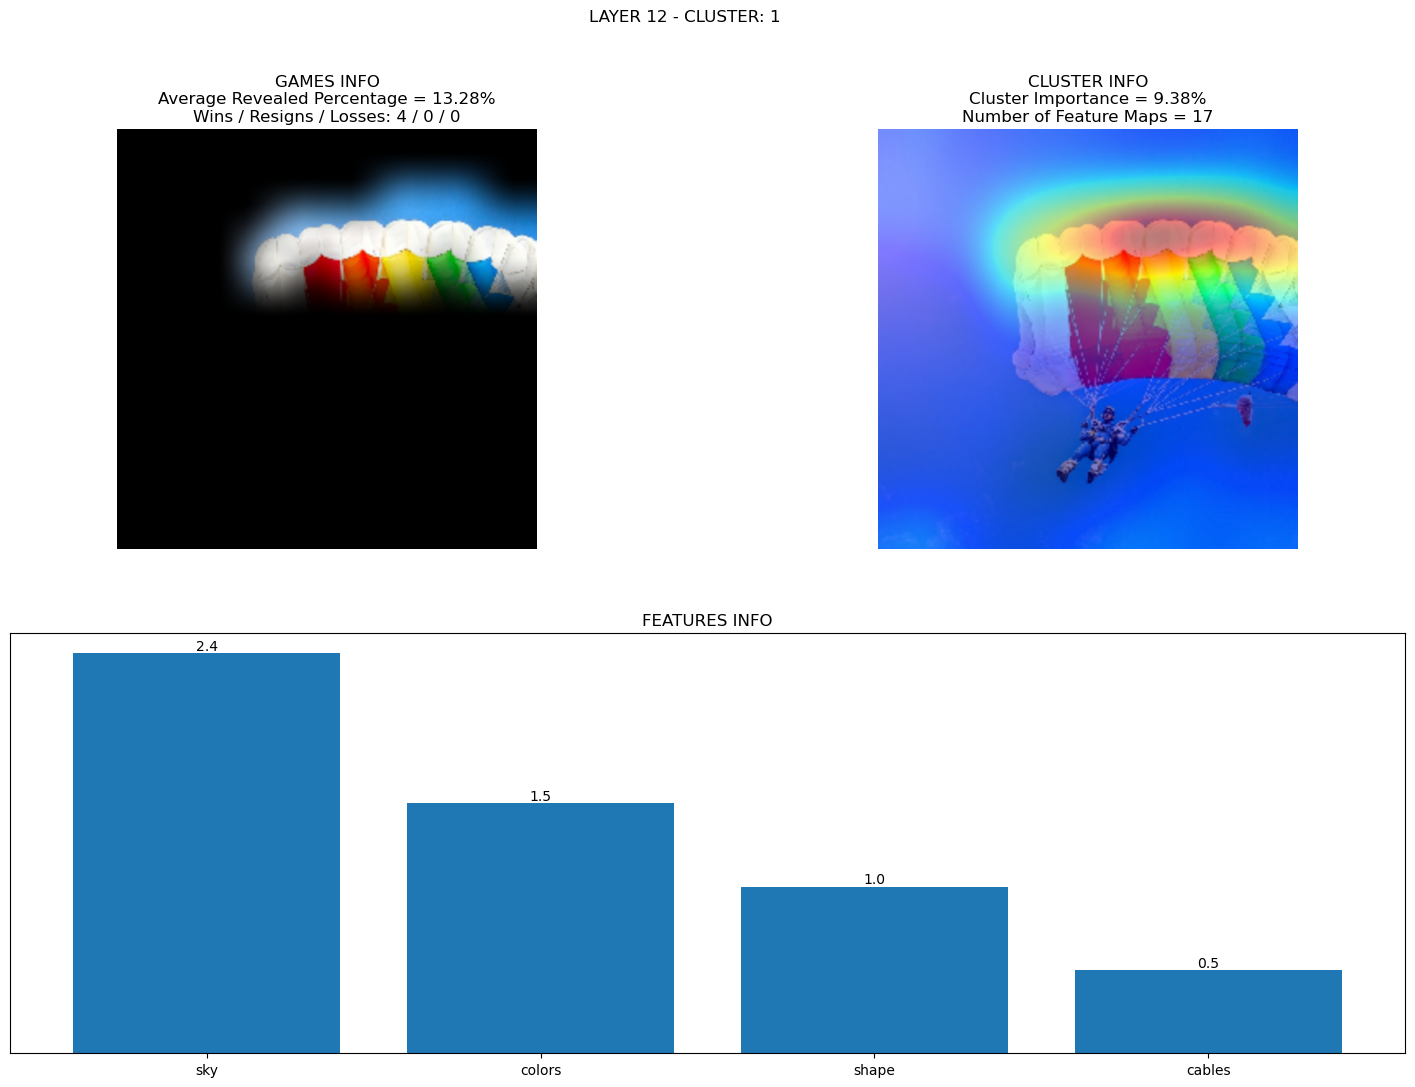 LAYER 12 - CLUSTER: 1
GAMES INFO
Average Revealed Percentage = 13.28%
Wins / Resigns / Losses: 4 / 0 / 0
CLUSTER INFO
Cluster Importance = 9.38%
Number of Feature Maps = 17
FEATURES INFO
2.4
1.5
1.0
0.5
sky
colors
shape
cables